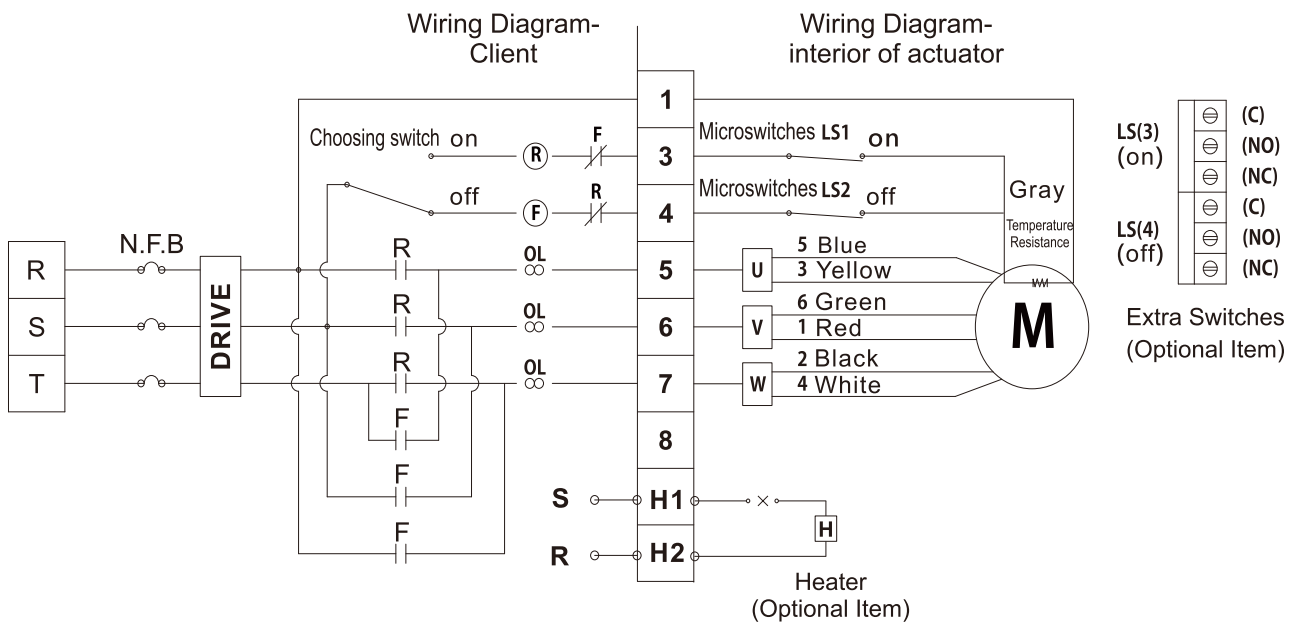 Wiring Diagram-
Client
Wiring Diagram-
interior of actuator
1
Choosing switch on
R
F
3
Microswitches LS1 on
off
F
R
4
Microswitches LS2 off
Gray
Temperature
Resistance
N.F.B
R
S
T
DRIVE
R
OL
5
U
5 Blue
3 Yellow
R
OL
6
V
6 Green
1 Red
R
OL
7
W
2 Black
4 White
M
F
8
F
S
H1
H
F
R
H2
Heater
(Optional Item)
LS(3)
(on)
(C)
(NO)
(NC)
LS(4)
(off)
(C)
(NO)
(NC)
Extra Switches
(Optional Item)